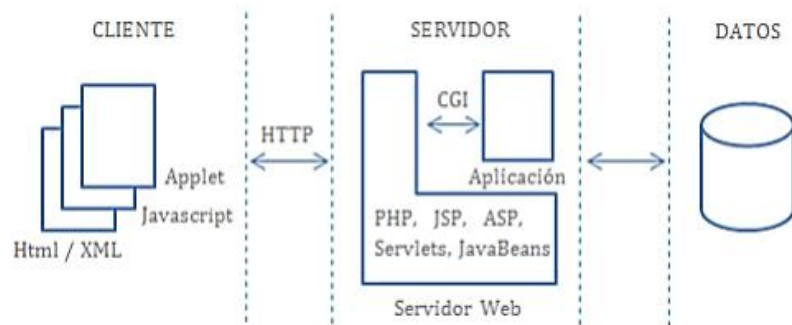 CLIENTE
SERVIDOR
DATOS
HTTP
CGI
Applet
Javascript
Html / XML
Aplicación
PHP, JSP, ASP,
Servlets, JavaBeans
Servidor Web